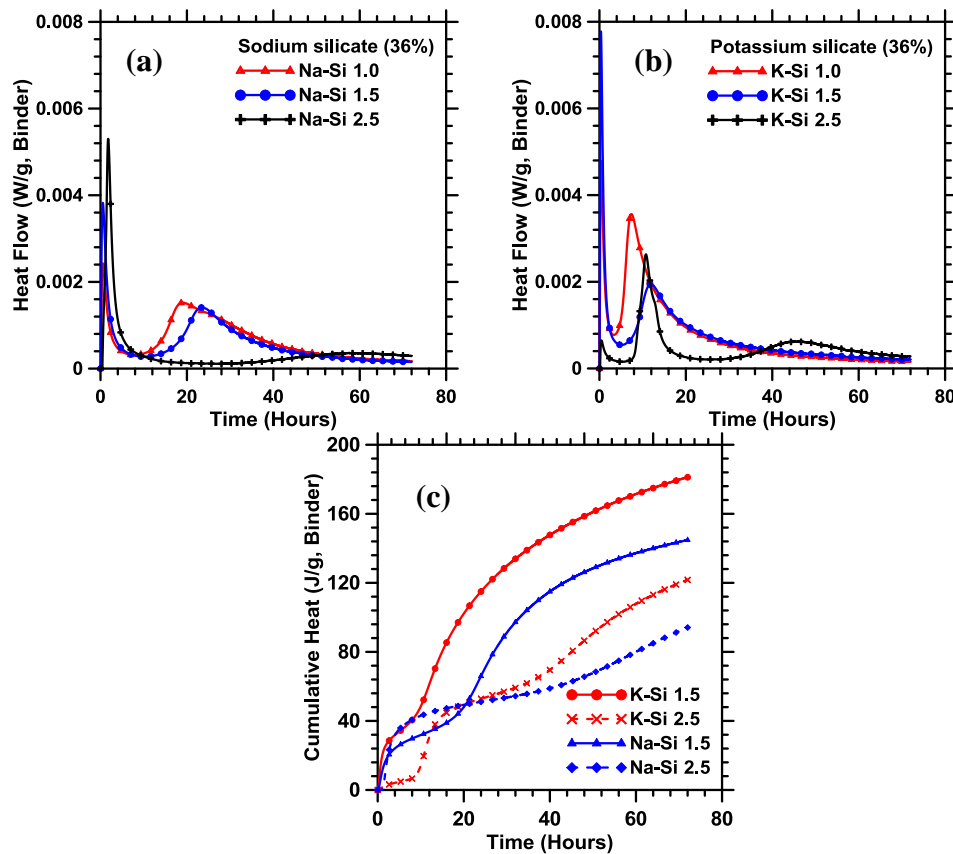 0.008
0.006
0.004
0.002
0
Heat Flow (W/g, Binder)
(a)
Sodium silicate (36%)
Na-Si 1.0
Na-Si 1.5
Na-Si 2.5
0 20 40 60 80
Time (Hours)
0.008
0.006
0.004
0.002
0
Heat Flow (W/g, Binder)
(b)
Potassium silicate (36%)
K-Si 1.0
K-Si 1.5
K-Si 2.5
0 20 40 60 80
Time (Hours)
200
160
120
80
40
0
Cumulative Heat (J/g, Binder)
(c)
K-Si 1.5
K-Si 2.5
Na-Si 1.5
Na-Si 2.5
0 20 40 60 80
Time (Hours)